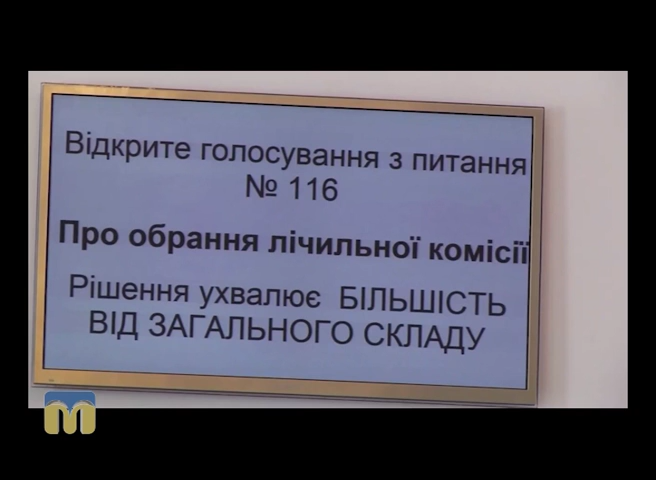 Відкрите голосування з питання
№ 116
Про обрання лічильної комісії
Рішення ухвалює БІЛЬШІСТЬ
ВІД ЗАГАЛЬНОГО СКЛАДУ